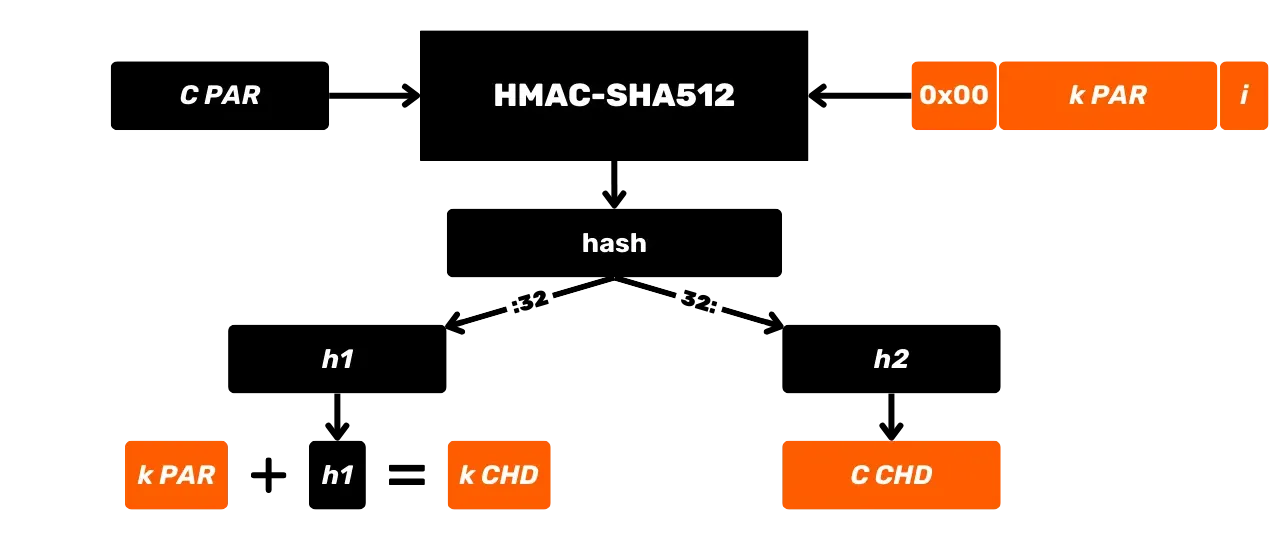 C PAR
HMAC-SHA512
0x00 k PAR i
hash
:32 32:
h1 h2
k PAR + h1 = k CHD C CHD